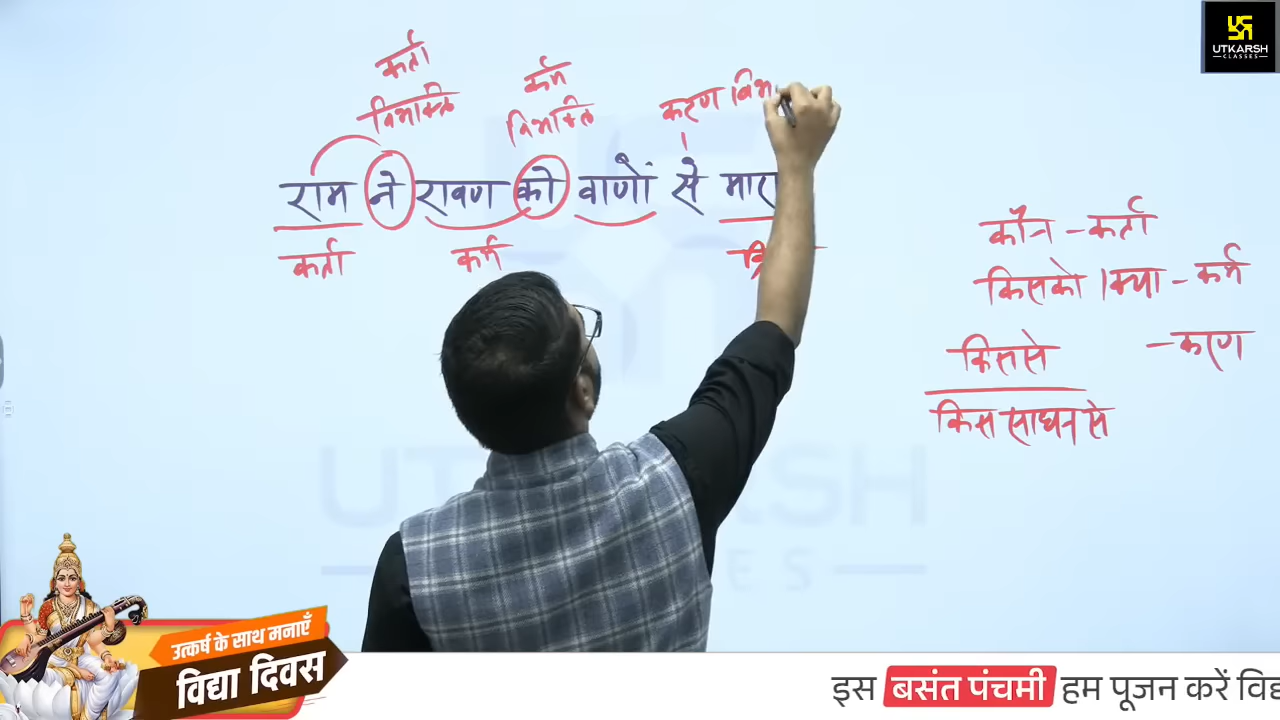 UTKARSH
CLASSES
कर्ता
विभक्ति
कर्म
विभक्ति
करण विभ
राम ने रावण को वाणों से मारा
कर्ता
कर्म
कौन - कर्ता
किसको / क्या - कर्म
किससे - करण
किस साधन से
उत्कर्ष के साथ मनाएँ
विद्या दिवस
इस बसंत पंचमी हम पूजन करें